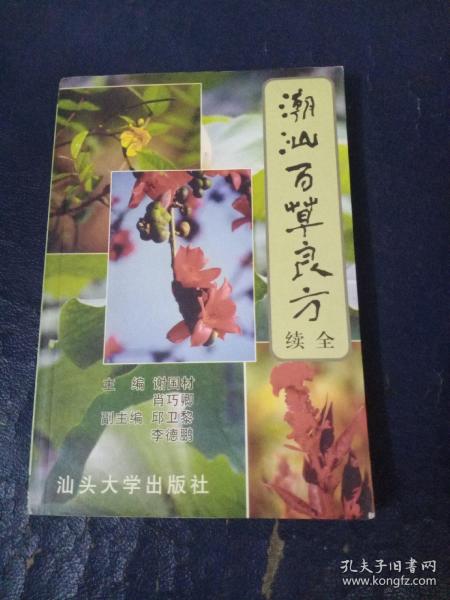 潮汕百草良方
续全
主编 谢国材
肖巧卿
副主编 邱卫黎
李德鹏
汕头大学出版社
孔夫子旧书网
www.kongfz.com